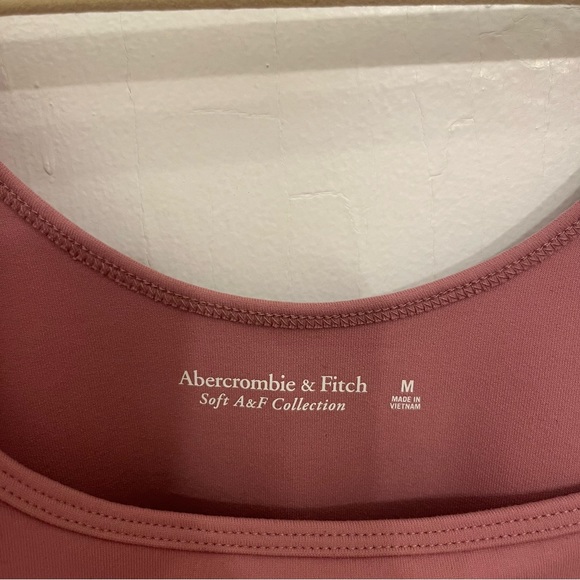 Abercrombie & Fitch
Soft A&F Collection
M
MADE IN
VIETNAM